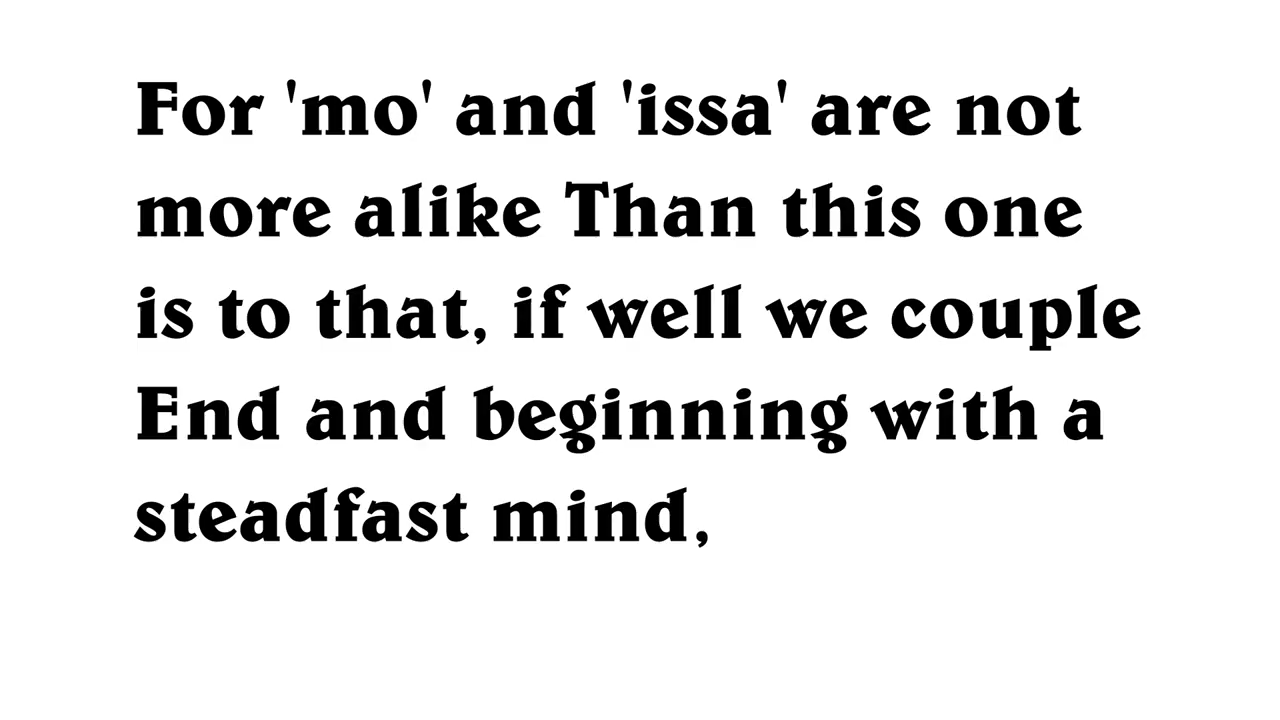 For 'mo' and 'issa' are not
more alike Than this one
is to that, if well we couple
End and beginning with a
steadfast mind,